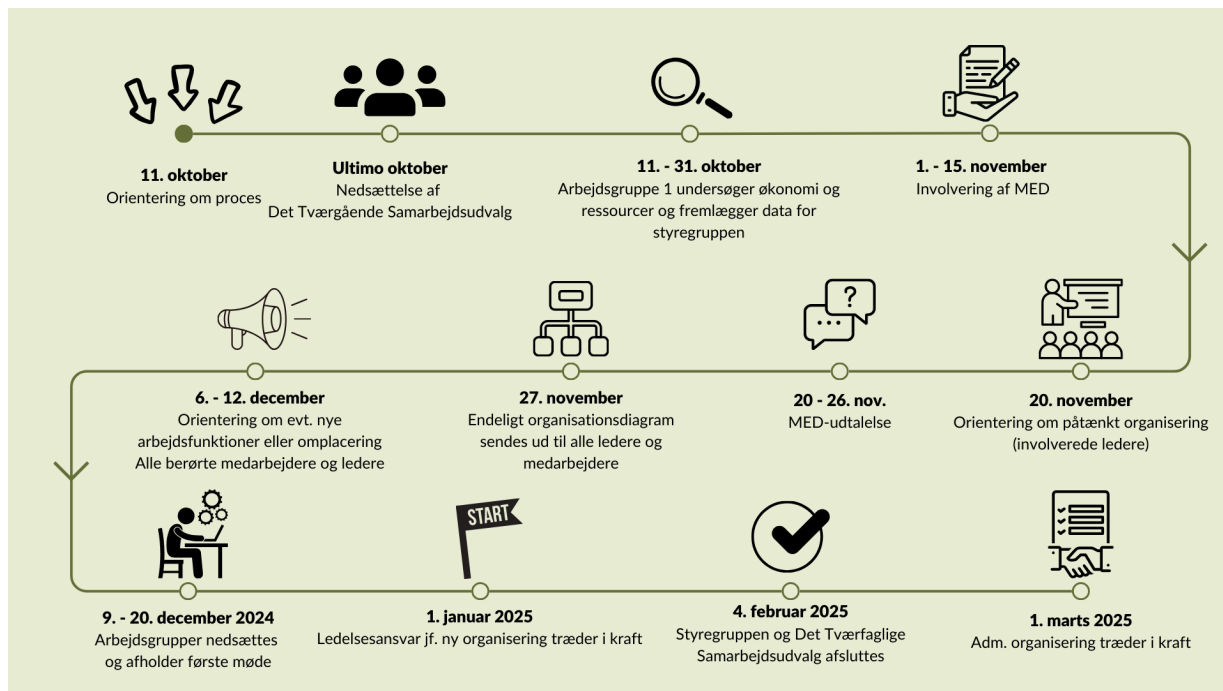 11. oktober
Orientering om proces
Ultimo oktober
Nedsættelse af
Det Tværgående Samarbejdsudvalg
11. - 31. oktober
Arbejdsgruppe 1 undersøger økonomi og
ressourcer og fremlægger data for
styregruppen
1. - 15. november
Involvering af MED
?
20. november
Orientering om påtænkt organisering
(involverede ledere)
20 - 26. nov.
MED-udtalelse
27. november
Endeligt organisationsdiagram
sendes ud til alle ledere og
medarbejdere
6. - 12. december
Orientering om evt. nye
arbejdsfunktioner eller omplacering
Alle berørte medarbejdere og ledere
9. - 20. december 2024
Arbejdsgrupper nedsættes
og afholder første møde
START
1. januar 2025
Ledelsesansvar jf. ny organisering træder i kraft
4. februar 2025
Styregruppen og Det Tværfaglige
Samarbejdsudvalg afsluttes
1. marts 2025
Adm. organisering træder i kraft